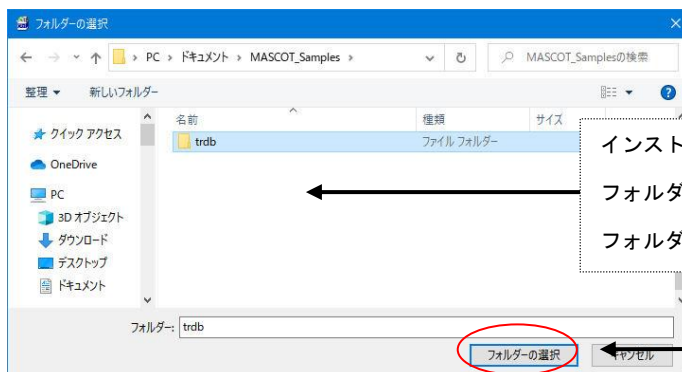 フォルダーの選択
PC > ドキュメント > MASCOT_Samples >
MASCOT_Samplesの検索
整理 ▼ 新しいフォルダー
名前 種類 サイズ
trdb ファイル フォルダー
クイック アクセス
OneDrive
PC
3D オブジェクト
ダウンロード
デスクトップ
ドキュメント
インスト
フォルダ
フォルダ
フォルダー: trdb
フォルダーの選択 キャンセル